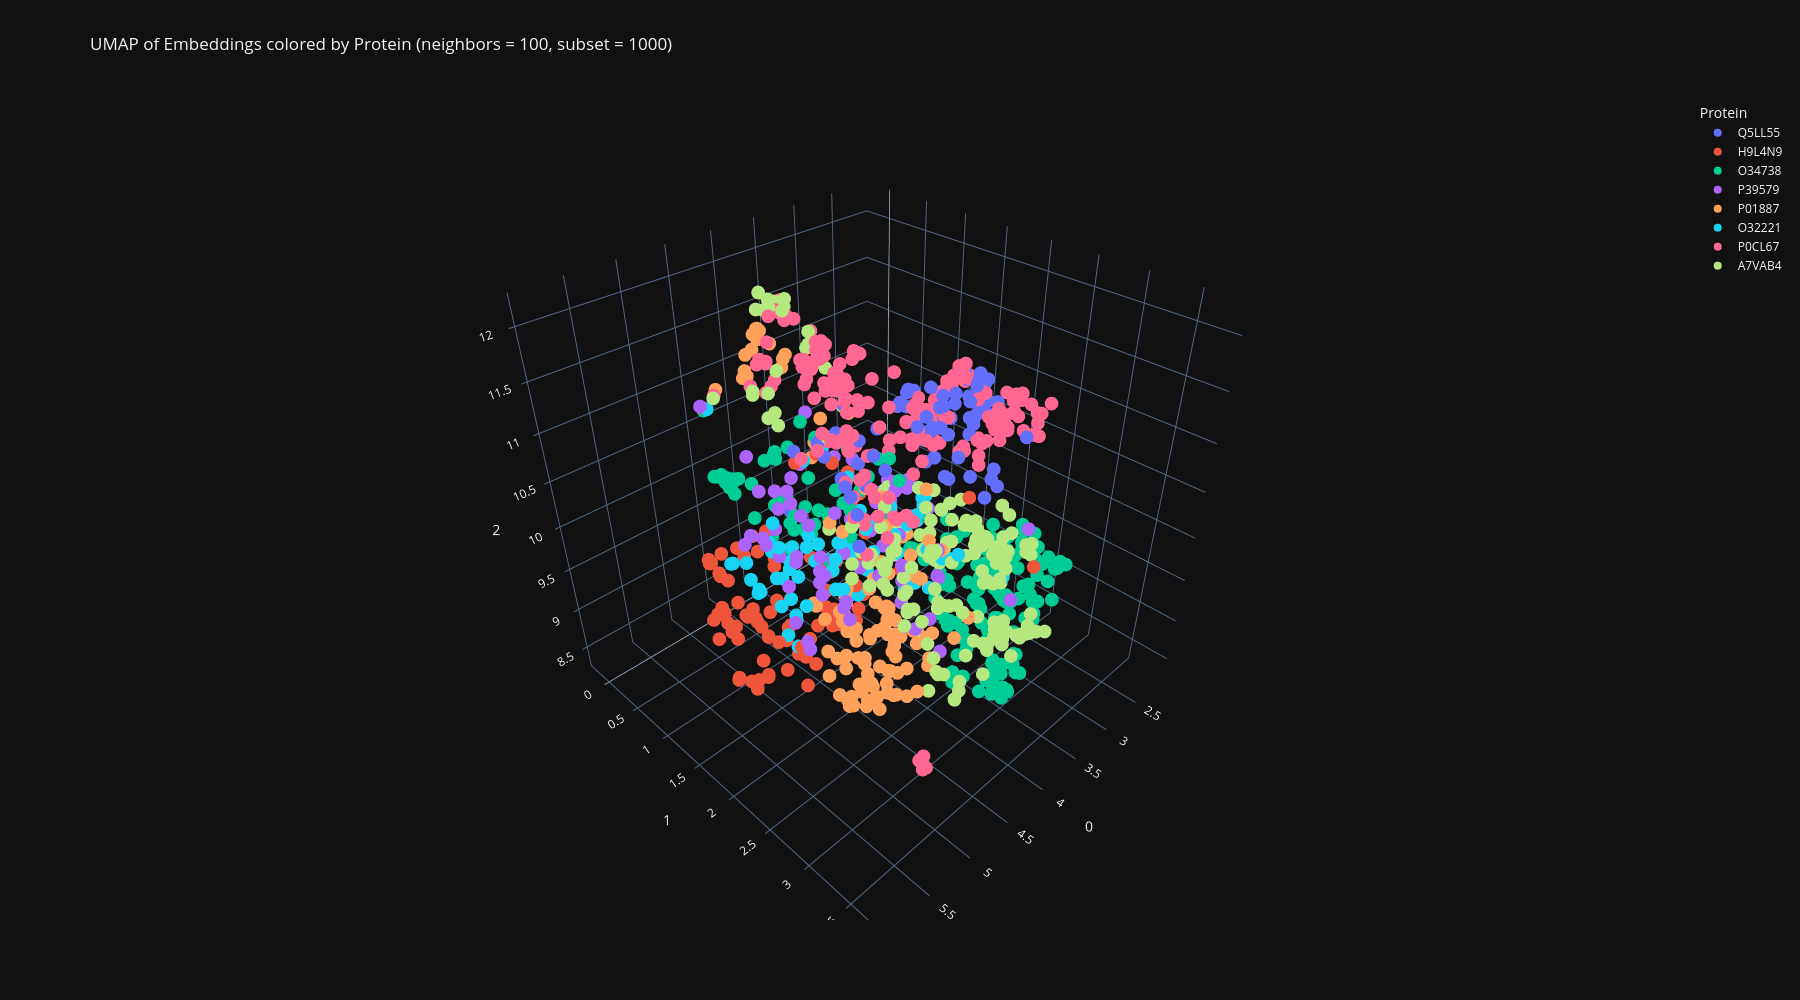 UMAP of Embeddings colored by Protein (neighbors = 100, subset = 1000)
Protein
Q5LL55
H9L4N9
O34738
P39579
P01887
O32221
P0CL67
A7VAB4
12
11.5
11
10.5
2
10
9.5
9
8.5
0
0.5
1
1.5
2
2.5
3
1
2.5
3
3.5
4
4.5
5
5.5
0